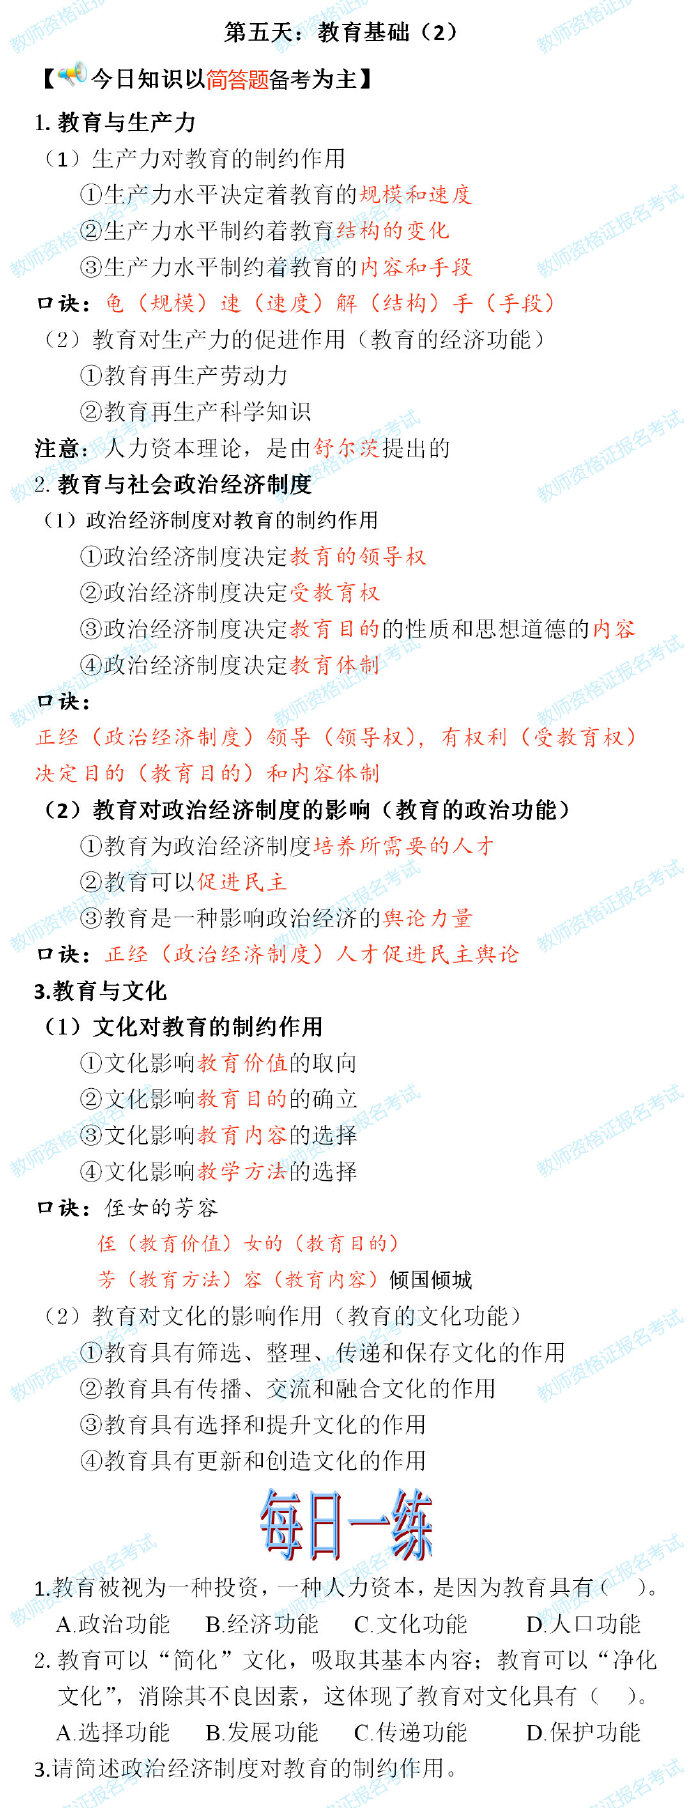 第五天：教育基础（2）
【今日知识以简答题备考为主】
1. 教育与生产力
（1）生产力对教育的制约作用
①生产力水平决定着教育的规模和速度
②生产力水平制约着教育结构的变化
③生产力水平制约着教育的内容和手段
口诀：龟（规模）速（速度）解（结构）手（手段）
（2）教育对生产力的促进作用（教育的经济功能）
①教育再生产劳动力
②教育再生产科学知识
注意：人力资本理论，是由舒尔茨提出的
2. 教育与社会政治经济制度
（1）政治经济制度对教育的制约作用
①政治经济制度决定教育的领导权
②政治经济制度决定受教育权
③政治经济制度决定教育目的的性质和思想道德的内容
④政治经济制度决定教育体制
口诀：
正经（政治经济制度）领导（领导权），有权利（受教育权）
决定目的（教育目的）和内容体制
（2）教育对政治经济制度的影响（教育的政治功能）
①教育为政治经济制度培养所需要的人才
②教育可以促进民主
③教育是一种影响政治经济的舆论力量
口诀：正经（政治经济制度）人才促进民主舆论
3.教育与文化
（1）文化对教育的制约作用
①文化影响教育价值的取向
②文化影响教育目的的确立
③文化影响教育内容的选择
④文化影响教学方法的选择
口诀：侄女的芳容
侄（教育价值）女的（教育目的）
芳（教育方法）容（教育内容）倾国倾城
（2）教育对文化的影响作用（教育的文化功能）
①教育具有筛选、整理、传递和保存文化的作用
②教育具有传播、交流和融合文化的作用
③教育具有选择和提升文化的作用
④教育具有更新和创造文化的作用
每日一练
1.教育被视为一种投资，一种人力资本，是因为教育具有（　）。
A.政治功能 B.经济功能 C.文化功能 D.人口功能
2. 教育可以“简化”文化，吸取其基本内容；教育可以“净化
文化”，消除其不良因素，这体现了教育对文化具有（　）。
A.选择功能 B.发展功能 C.传递功能 D.保护功能
3.请简述政治经济制度对教育的制约作用。
教师资格证报名考试